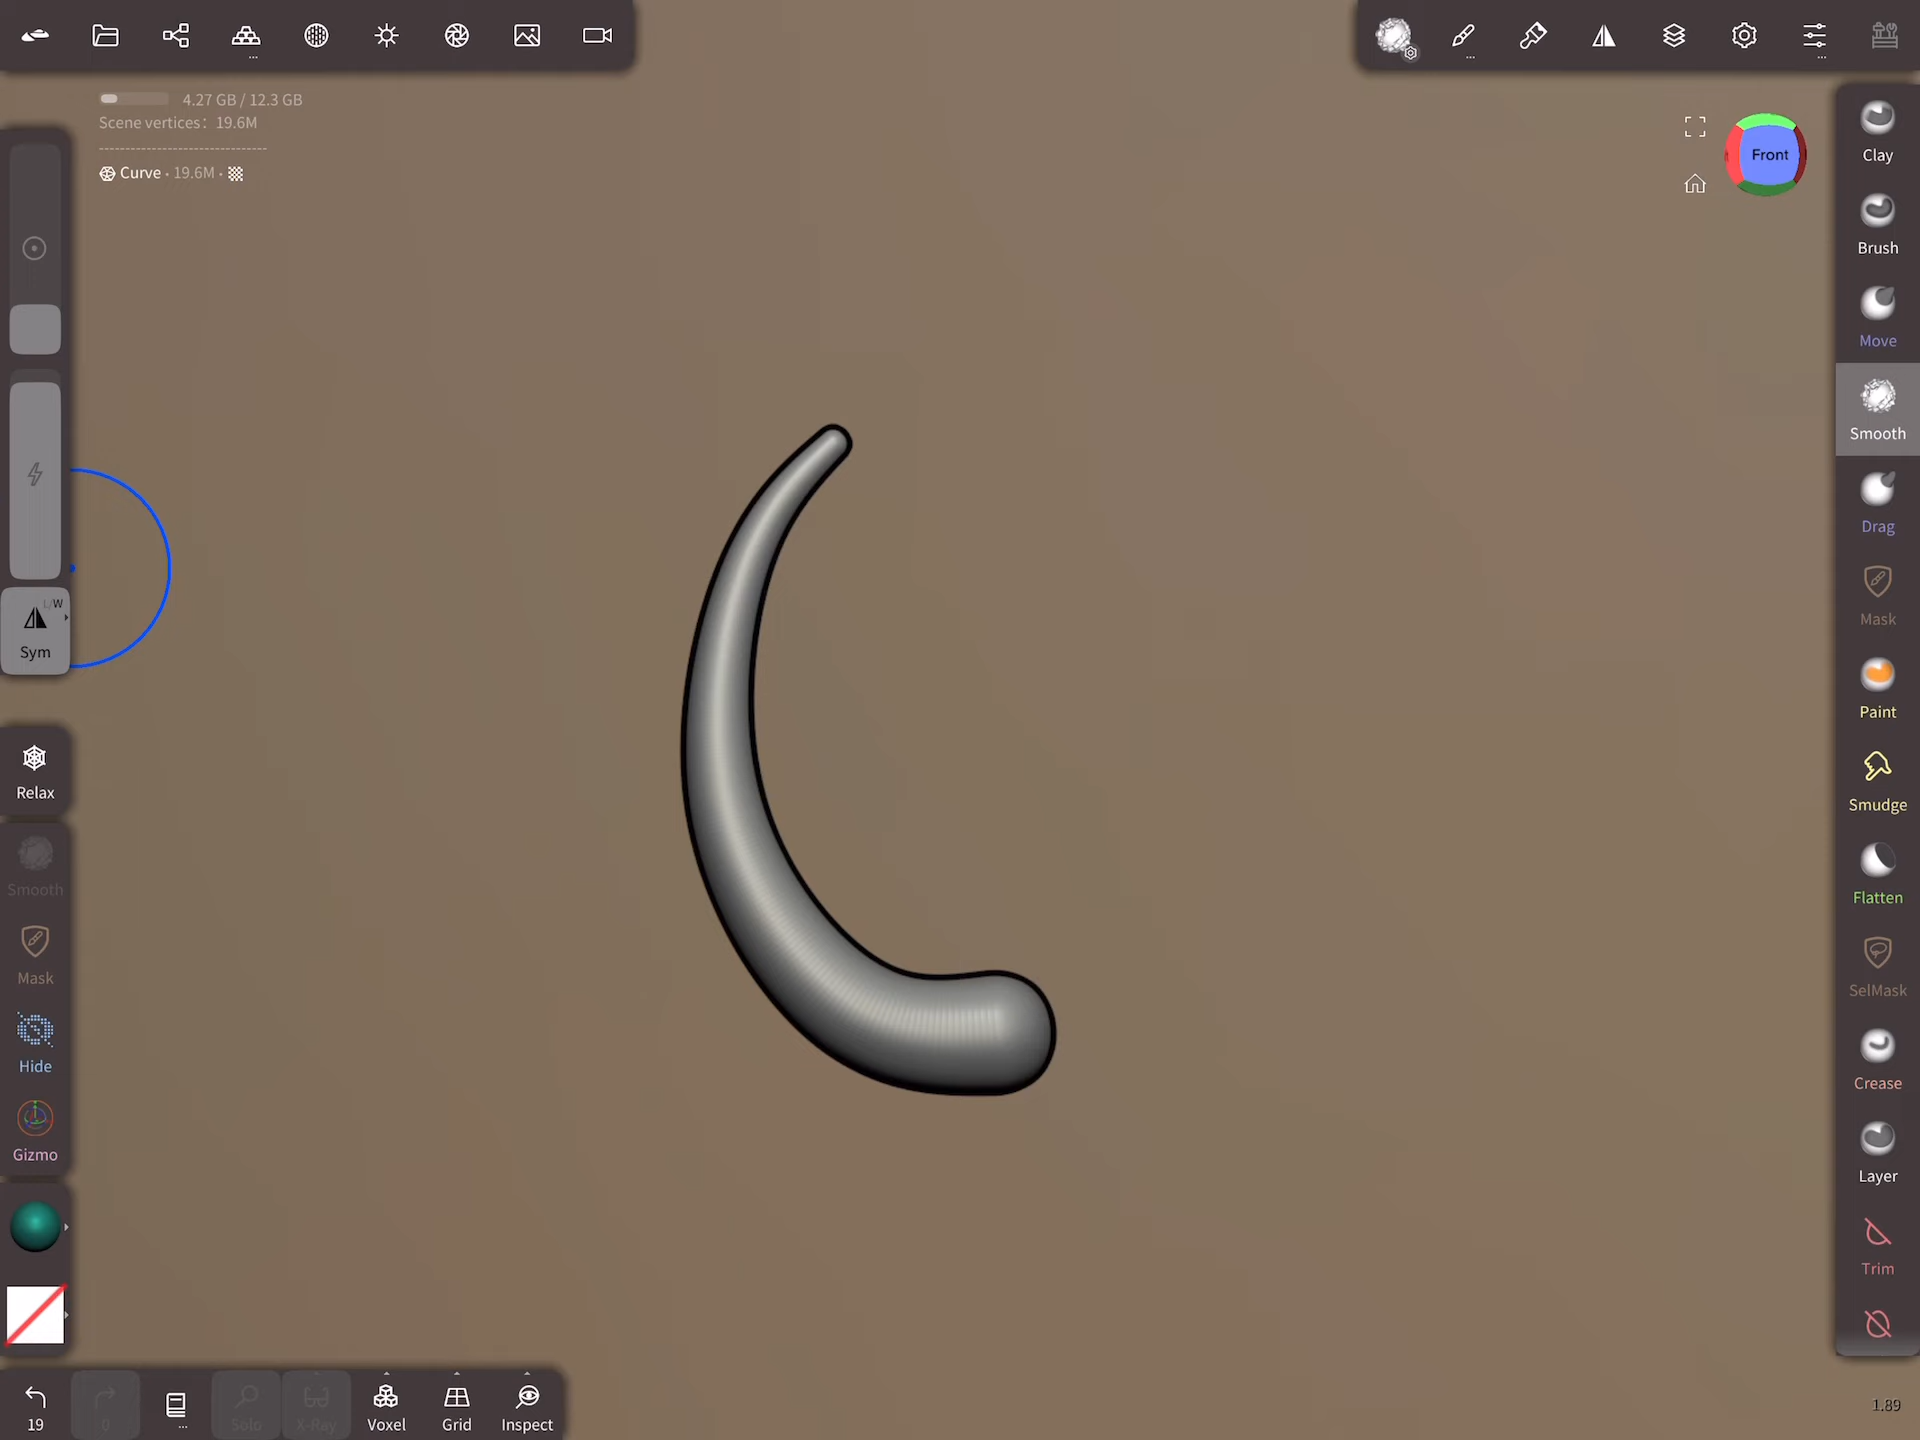 4.27 GB / 12.3 GB
Scene vertices: 19.6M
Curve · 19.6M ·
Front
L/W
Sym
Relax
Smooth
Mask
Hide
Gizmo
19
0
Solo
X-Ray
Voxel
Grid
Inspect
Clay
Brush
Move
Smooth
Drag
Mask
Paint
Smudge
Flatten
SelMask
Crease
Layer
Trim
1.89